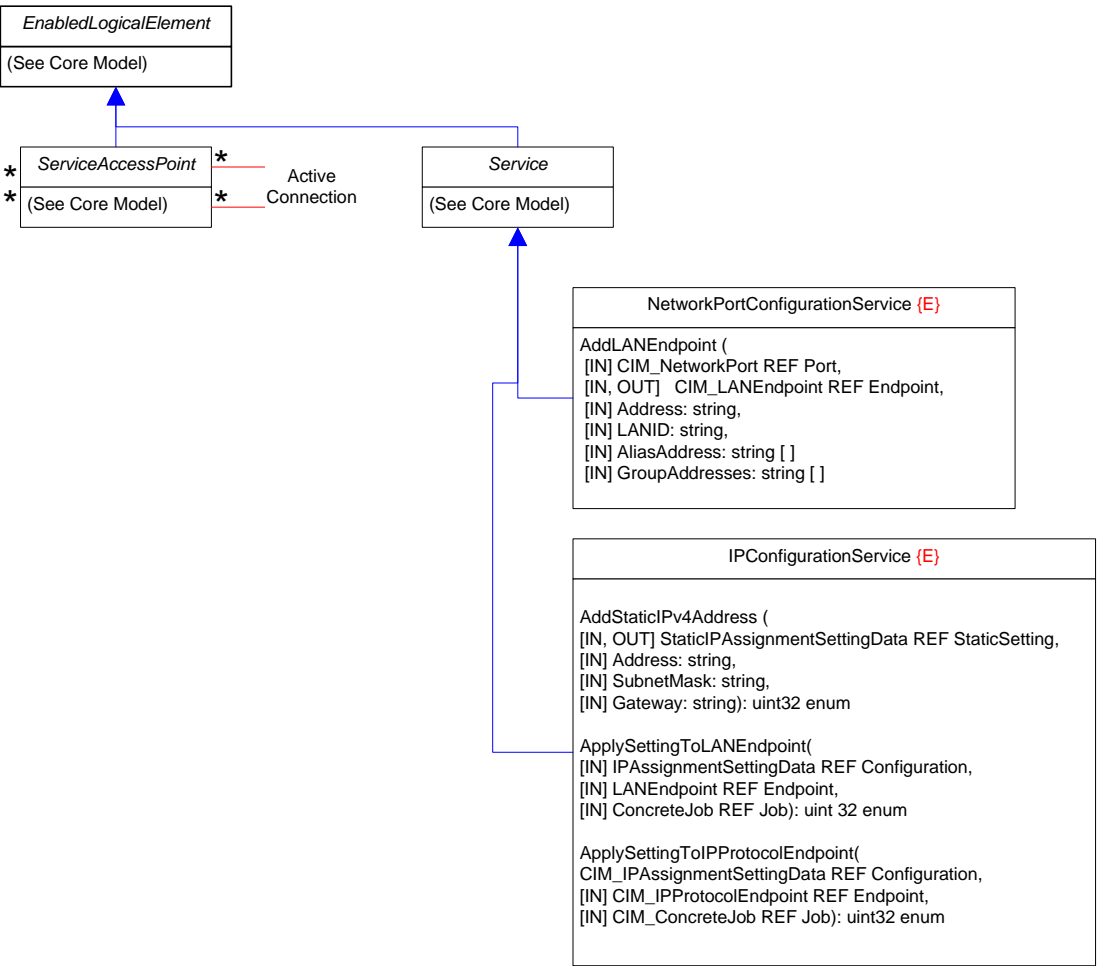 EnabledLogicalElement
(See Core Model)
* ServiceAccessPoint *
* (See Core Model) *
Active
Connection
Service
(See Core Model)
NetworkPortConfigurationService {E}
AddLANEndpoint (
[IN] CIM_NetworkPort REF Port,
[IN, OUT] CIM_LANEndpoint REF Endpoint,
[IN] Address: string,
[IN] LANID: string,
[IN] AliasAddress: string [ ]
[IN] GroupAddresses: string [ ]
IPConfigurationService {E}
AddStaticIPv4Address (
[IN, OUT] StaticIPAssignmentSettingData REF StaticSetting,
[IN] Address: string,
[IN] SubnetMask: string,
[IN] Gateway: string): uint32 enum
ApplySettingToLANEndpoint(
[IN] IPAssignmentSettingData REF Configuration,
[IN] LANEndpoint REF Endpoint,
[IN] ConcreteJob REF Job): uint 32 enum
ApplySettingToIPProtocolEndpoint(
CIM_IPAssignmentSettingData REF Configuration,
[IN] CIM_IPProtocolEndpoint REF Endpoint,
[IN] CIM_ConcreteJob REF Job): uint32 enum